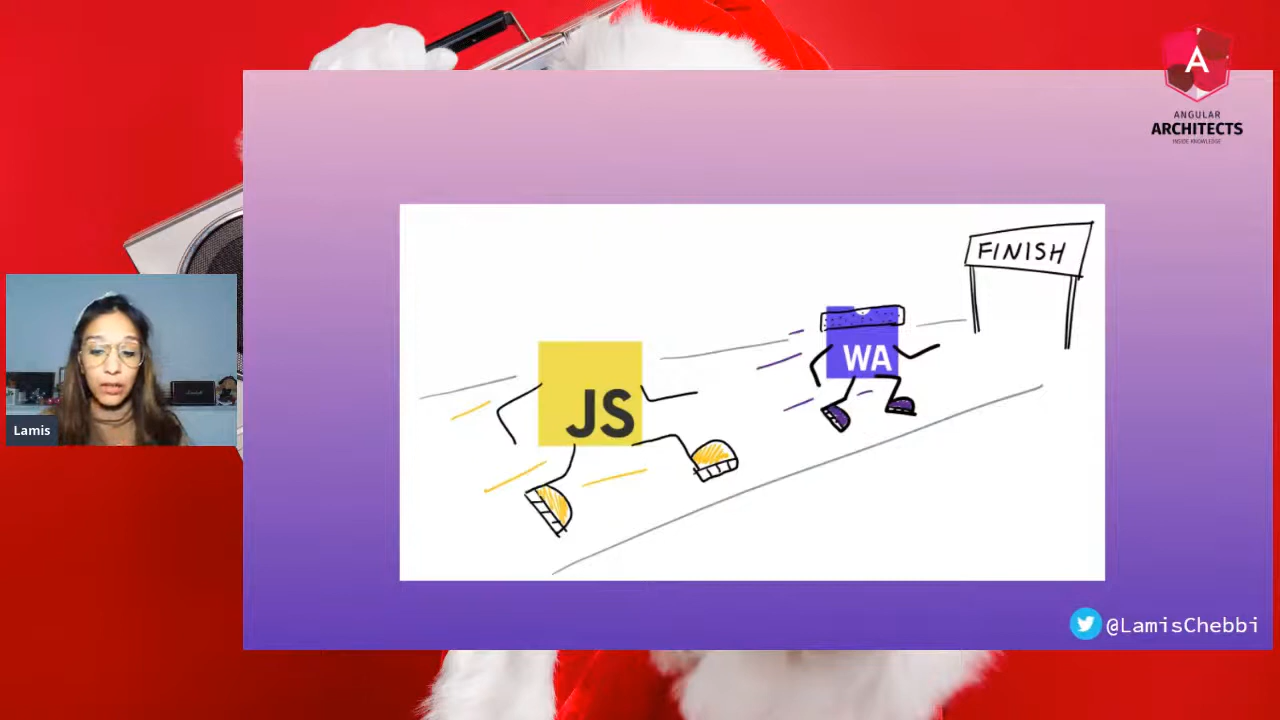 A
ANGULAR
ARCHITECTS
INSIDE KNOWLEDGE
FINISH
WA
JS
Lamis
@LamisChebbi